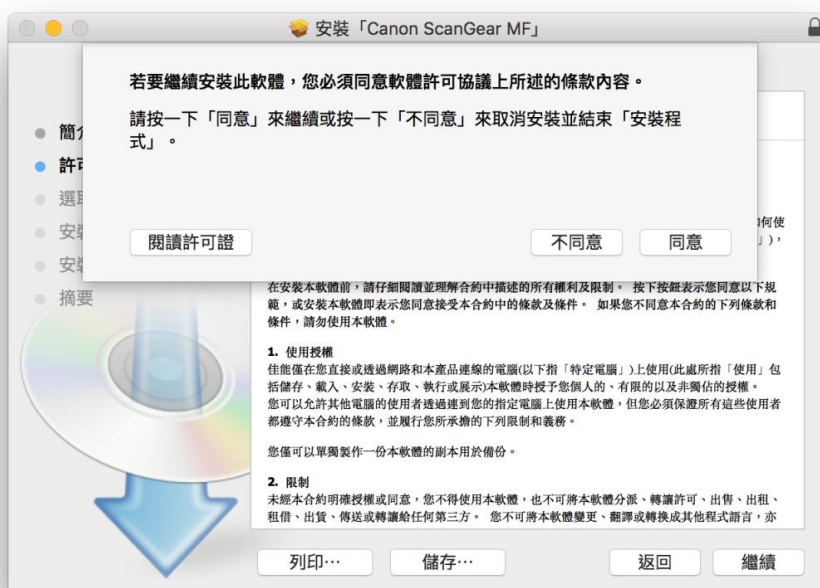 安裝「Canon ScanGear MF」
若要繼續安裝此軟體，您必須同意軟體許可協議上所述的條款內容。
請按一下「同意」來繼續或按一下「不同意」來取消安裝並結束「安裝程
式」。
閱讀許可證
不同意
同意
簡
許
選
安
安
摘要
何使
」)，
在安裝本軟體前，請仔細閱讀並理解合約中描述的所有權利及限制。 按下按鈕表示您同意以下規
範，或安裝本軟體即表示您同意接受本合約中的條款及條件。 如果您不同意本合約的下列條款和
條件，請勿使用本軟體。
1. 使用授權
佳能僅在您直接或透過網路和本產品連線的電腦(以下指「特定電腦」)上使用(此處所指「使用」包
括儲存、載入、安裝、存取、執行或展示)本軟體時授予您個人的、有限的以及非獨佔的授權。
您可以允許其他電腦的使用者透過連到您的指定電腦上使用本軟體，但您必須保證所有這些使用者
都遵守本合約的條款，並履行您所承擔的下列限制和義務。
您僅可以單獨製作一份本軟體的副本用於備份。
2. 限制
未經本合約明確授權或同意，您不得使用本軟體，也不可將本軟體分派、轉讓許可、出售、出租、
租借、出賃、傳送或轉讓給任何第三方。 您不可將本軟體變更、翻譯或轉換成其他程式語言，亦
列印…
儲存…
返回
繼續